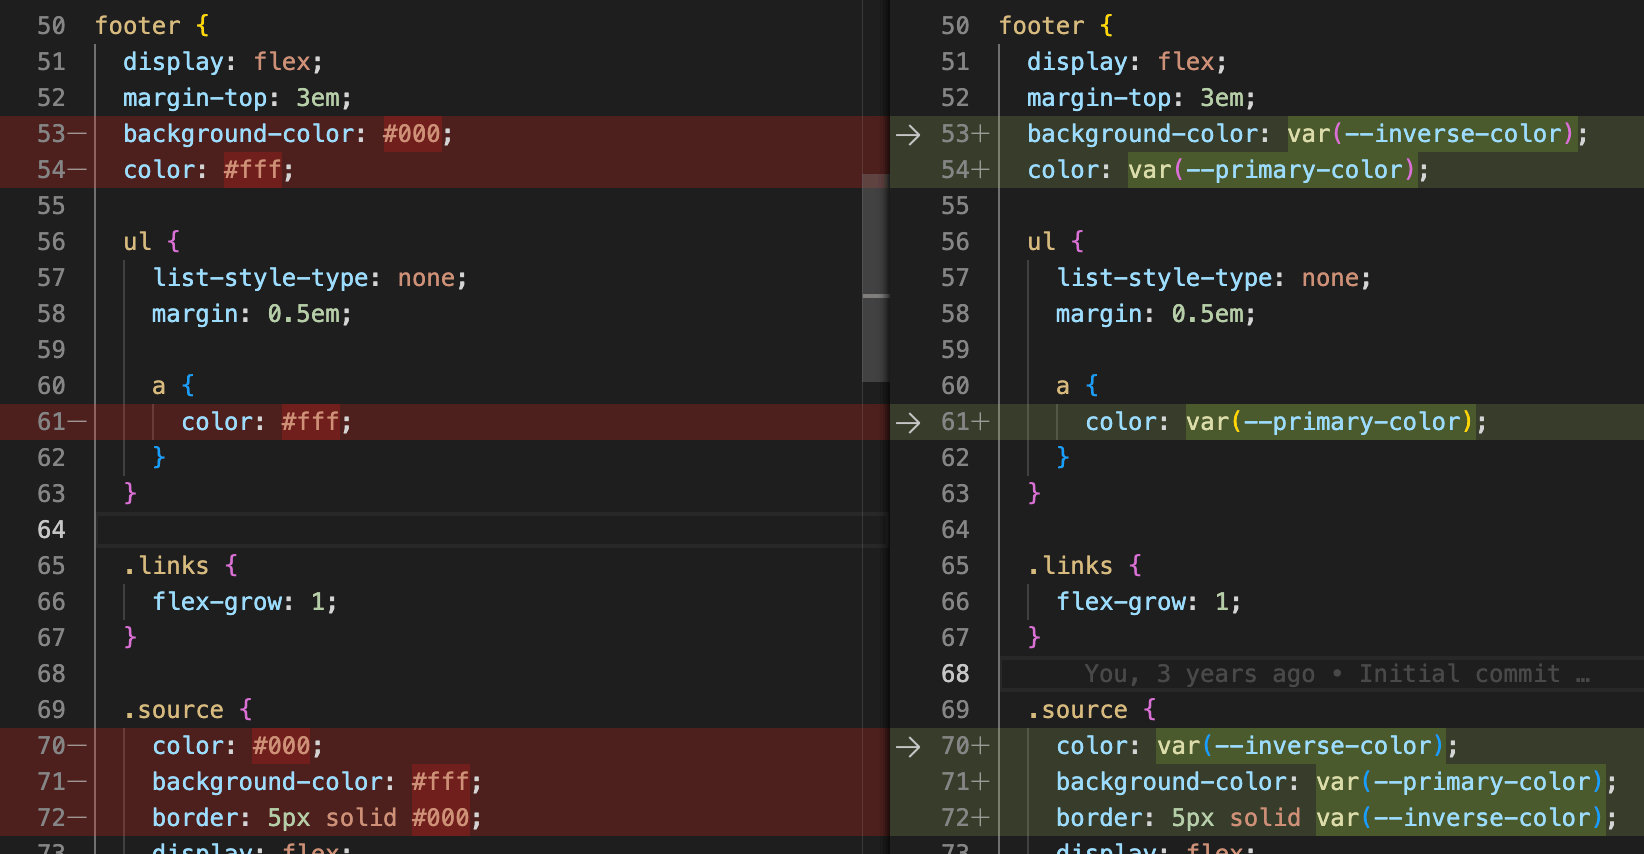 50 footer {
51 display: flex;
52 margin-top: 3em;
53— background-color: #000;
54— color: #fff;
55
56 ul {
57 list-style-type: none;
58 margin: 0.5em;
59
60 a {
61— color: #fff;
62 }
63 }
64
65 .links {
66 flex-grow: 1;
67 }
68
69 .source {
70— color: #000;
71— background-color: #fff;
72— border: 5px solid #000;
73 display: flex;
50 footer {
51 display: flex;
52 margin-top: 3em;
→ 53+ background-color: var(--inverse-color);
54+ color: var(--primary-color);
55
56 ul {
57 list-style-type: none;
58 margin: 0.5em;
59
60 a {
→ 61+ color: var(--primary-color);
62 }
63 }
64
65 .links {
66 flex-grow: 1;
67 }
68 You, 3 years ago • Initial commit …
69 .source {
→ 70+ color: var(--inverse-color);
71+ background-color: var(--primary-color);
72+ border: 5px solid var(--inverse-color);
73 display: flex;